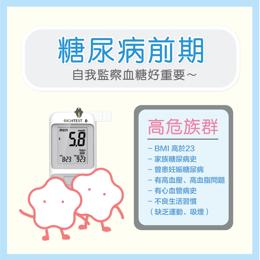 糖尿病前期
自我監察血糖好重要～
RIGHTEST
5.8
高危族群
- BMI 高於23
- 家族糖尿病史
- 曾患妊娠糖尿病
- 有高血壓、高血脂問題
- 有心血管病史
- 不良生活習慣
（缺乏運動、吸煙）